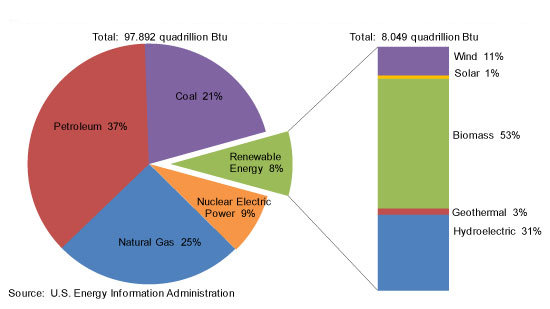 Total:  97.892 quadrillion Btu
Total:  8.049 quadrillion Btu
Coal  21%
Petroleum  37%
Renewable
Energy  8%
Nuclear Electric
Power  9%
Natural Gas  25%
Wind  11%
Solar  1%
Biomass  53%
Geothermal  3%
Hydroelectric  31%
Source:  U.S. Energy Information Administration